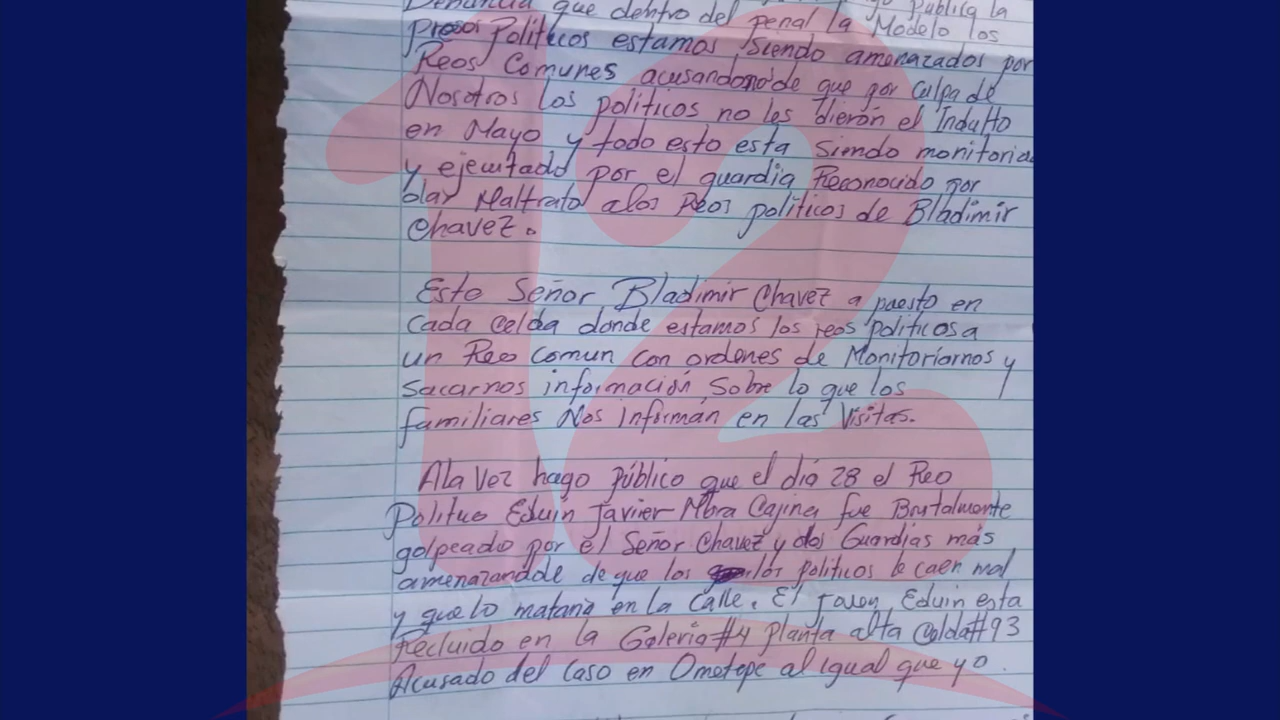 Denuncia que dentro del penal la Modelo los
Publica la
Presos Politicos estamos siendo amenazados por
Reos Comunes acusandonos de que por Culpa de
Nosotros los politicos no les dierón el Indulto
en Mayo y todo esto esta siendo monitoria
y ejecutado por el guardia Reconocido por
dar Maltrato alos Reos politicos de Bladimir
Chavez.
Este Señor Bladimir Chavez a puesto en
cada celda donde estamos los reos politicos a
un Reo comun con ordenes de Monitoriarnos y
sacarnos información sobre lo que los
familiares Nos Informán en las Visitas.
Ala Vez hago Público que el día 28 el Reo
Politico Eduin Javier Mora Cajina fue Brutalmente
golpeado por el Señor Chavez y dos Guardias más
amenazandole de que los los politicos le caen mal
y que lo mataria en la Calle. El Joven Eduin esta
Recluido en la Galeria #4 planta alta Celda #93
Acusado del Caso en Ometepe al igual que yo.
12